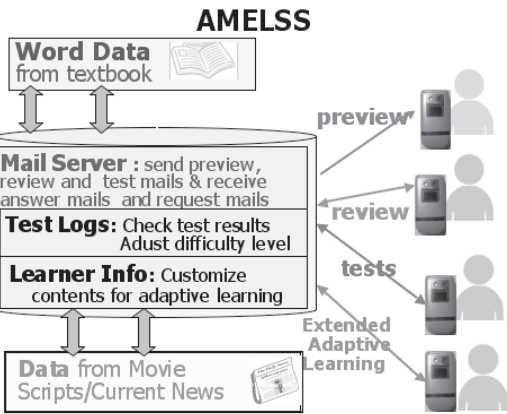 AMELSS
Word Data
from textbook
Mail Server : send preview,
review and test mails & receive
answer mails and request mails
Test Logs: Check test results
Adust difficulty level
Learner Info: Customize
contents for adaptive learning
Data from Movie
Scripts/Current News
preview
review
tests
Extended
Adaptive
Learning